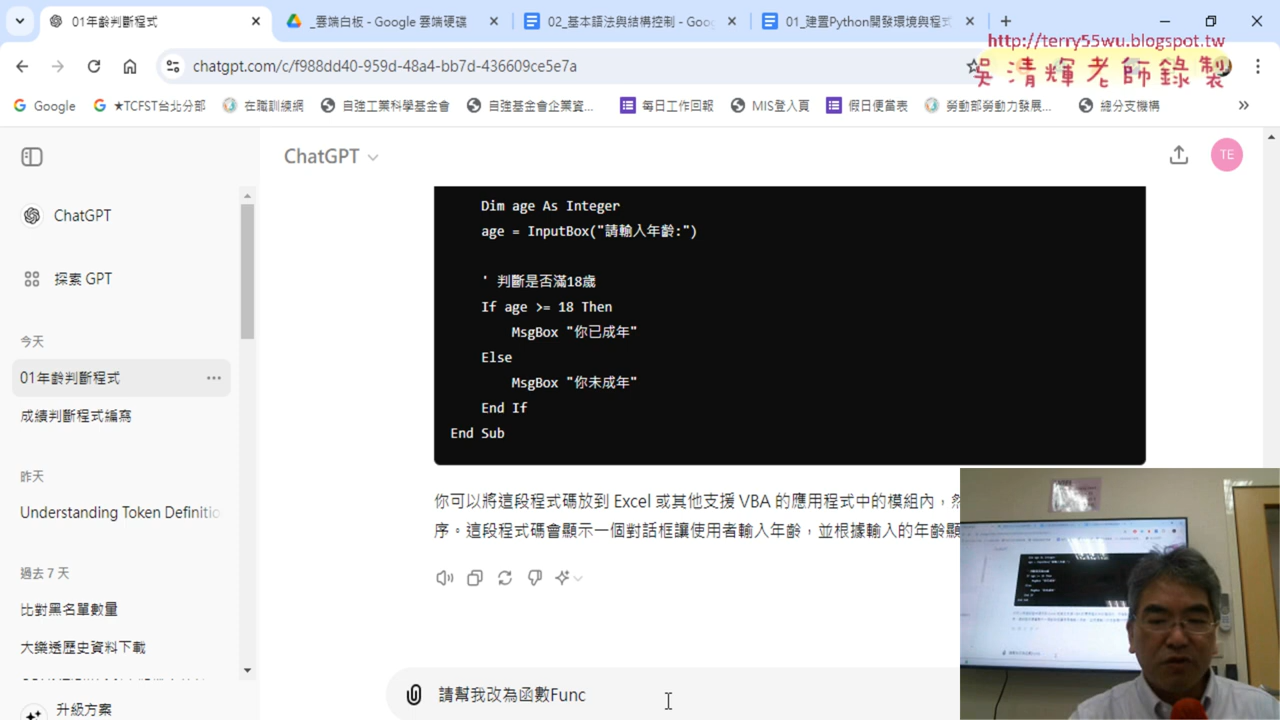 01年齡判斷程式
_雲端白板 - Google 雲端硬碟
02_基本語法與結構控制 - Goog
01_建置Python開發環境與程式
http://terry55wu.blogspot.tw
吳清輝老師錄製
chatgpt.com/c/f988dd40-959d-48a4-bb7d-436609ce5e7a
Google
★TCFST台北分部
在職訓練網
自強工業科學基金會
自強基金會企業資...
每日工作回報
MIS登入頁
假日便當表
勞動部勞動力發展...
總分支機構
ChatGPT
TE
ChatGPT
探索 GPT
今天
01年齡判斷程式
成績判斷程式編寫
昨天
Understanding Token Definitio
過去 7 天
比對黑名單數量
大樂透歷史資料下載
升級方案
Dim age As Integer
age = InputBox("請輸入年齡:")
' 判斷是否滿18歲
If age >= 18 Then
MsgBox "你已成年"
Else
MsgBox "你未成年"
End If
End Sub
你可以將這段程式碼放到 Excel 或其他支援 VBA 的應用程式中的模組內，然
序。這段程式碼會顯示一個對話框讓使用者輸入年齡，並根據輸入的年齡顯
請幫我改為函數Func